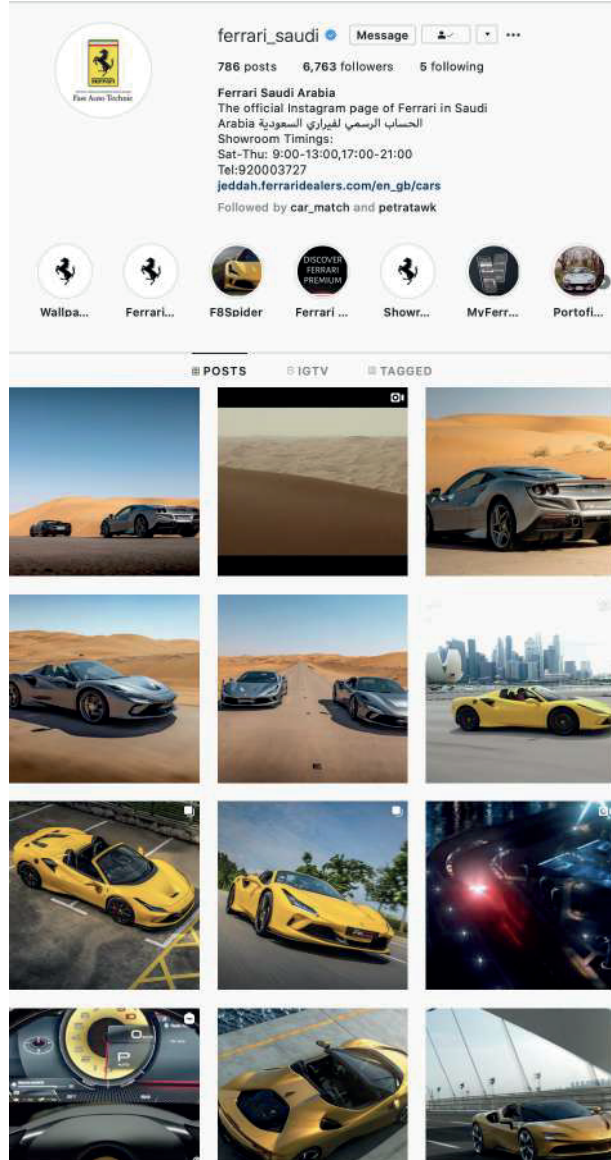 ferrari_saudi Message
786 posts 6,763 followers 5 following
Ferrari Saudi Arabia
The official Instagram page of Ferrari in Saudi
Arabia الحساب الرسمي لفيراري السعودية
Showroom Timings:
Sat-Thu: 9:00-13:00,17:00-21:00
Tel:920003727
jeddah.ferraridealers.com/en_gb/cars
Followed by car_match and petratawk
Ferrari
Fast Auto Technic
DISCOVER
FERRARI
PREMIUM
Wallpa... Ferrari... F8Spider Ferrari ... Showr... MyFerr... Portofi...
POSTS IGTV TAGGED
P
AUTO